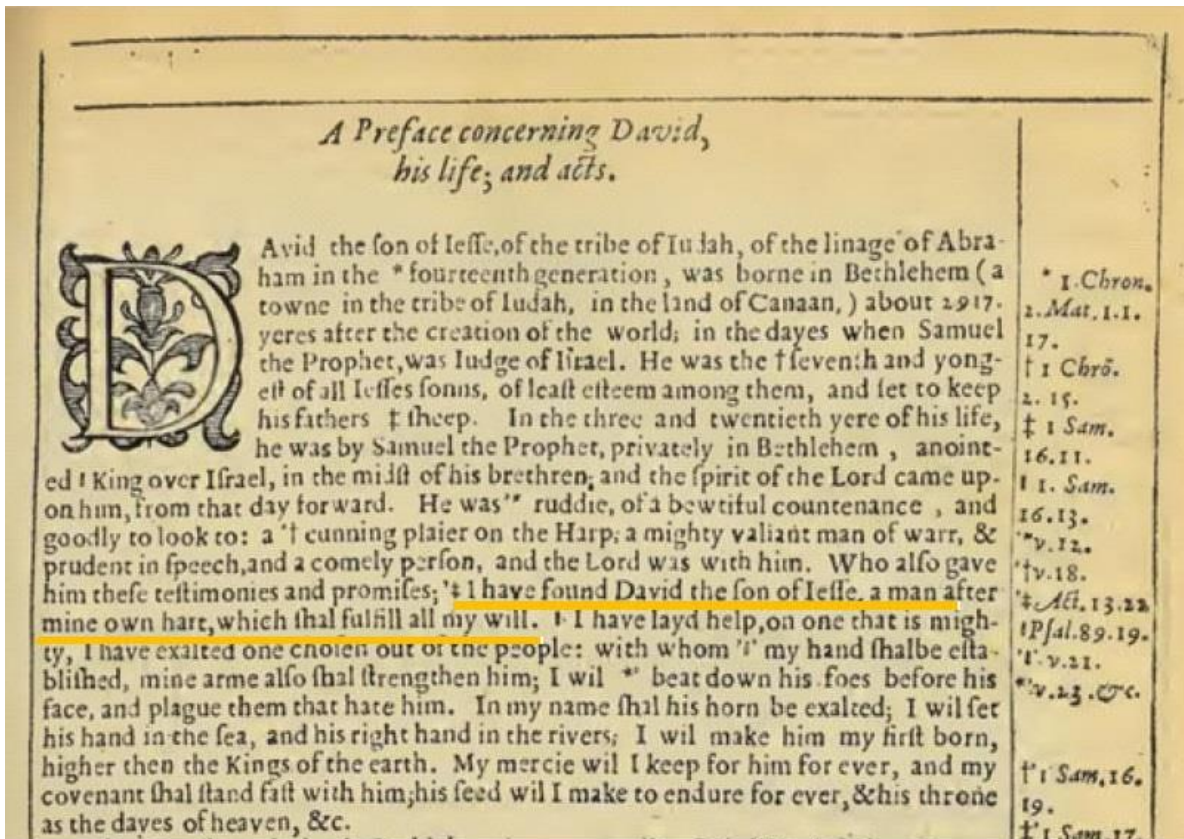 A Preface concerning David,
his life; and acts.
DAvid the ſon of Ieſſe, of the tribe of Iudah, of the linage of Abra-
ham in the * fourteenth generation, was borne in Bethlehem (a
towne in the tribe of Iudah, in the land of Canaan,) about 2917.
yeres after the creation of the world; in the dayes when Samuel
the Prophet, was Iudge of Iſrael. He was the † ſeventh and yong-
eſt of all Ieſſes ſonns, of leaſt eſteem among them, and ſet to keep
his fathers ‡ ſheep. In the three and twentieth yere of his life,
he was by Samuel the Prophet, privately in Bethlehem, anoint-
ed King over Iſrael, in the midſt of his brethren; and the ſpirit of the Lord came up-
on him, from that day forward. He was '* ruddie, of a bewtiful countenance, and
goodly to look to: a '† cunning plaier on the Harp; a mighty valiant man of warr, &
prudent in ſpeech, and a comely perſon, and the Lord was with him. Who alſo gave
him theſe teſtimonies and promiſes; '‡ I have found David the ſon of Ieſſe. a man after
mine own hart, which ſhal fulfill all my will. I have layd help, on one that is migh-
ty, I have exalted one choſen out of the people: with whom my hand ſhalbe eſta-
bliſhed, mine arme alſo ſhal ſtrengthen him; I wil beat down his foes before his
face, and plague them that hate him. In my name ſhal his horn be exalted; I wil ſet
his hand in the ſea, and his right hand in the rivers; I wil make him my firſt born,
higher then the Kings of the earth. My mercie wil I keep for him for ever, and my
covenant ſhal ſtand faſt with him; his ſeed wil I make to endure for ever, & his throne
as the dayes of heaven, &c.
* 1. Chron.
2. Mat. 1. 1.
17.
† 1 Chrō.
2. 15.
‡ 1 Sam.
16. 11.
1. Sam.
16. 13.
'* v. 12.
'† v. 18.
'‡ Act. 13. 22
Pſal. 89. 19.
v. 21.
v. 23. &c.
†' 1 Sam. 16.
19.
‡' 1 Sam. 17.